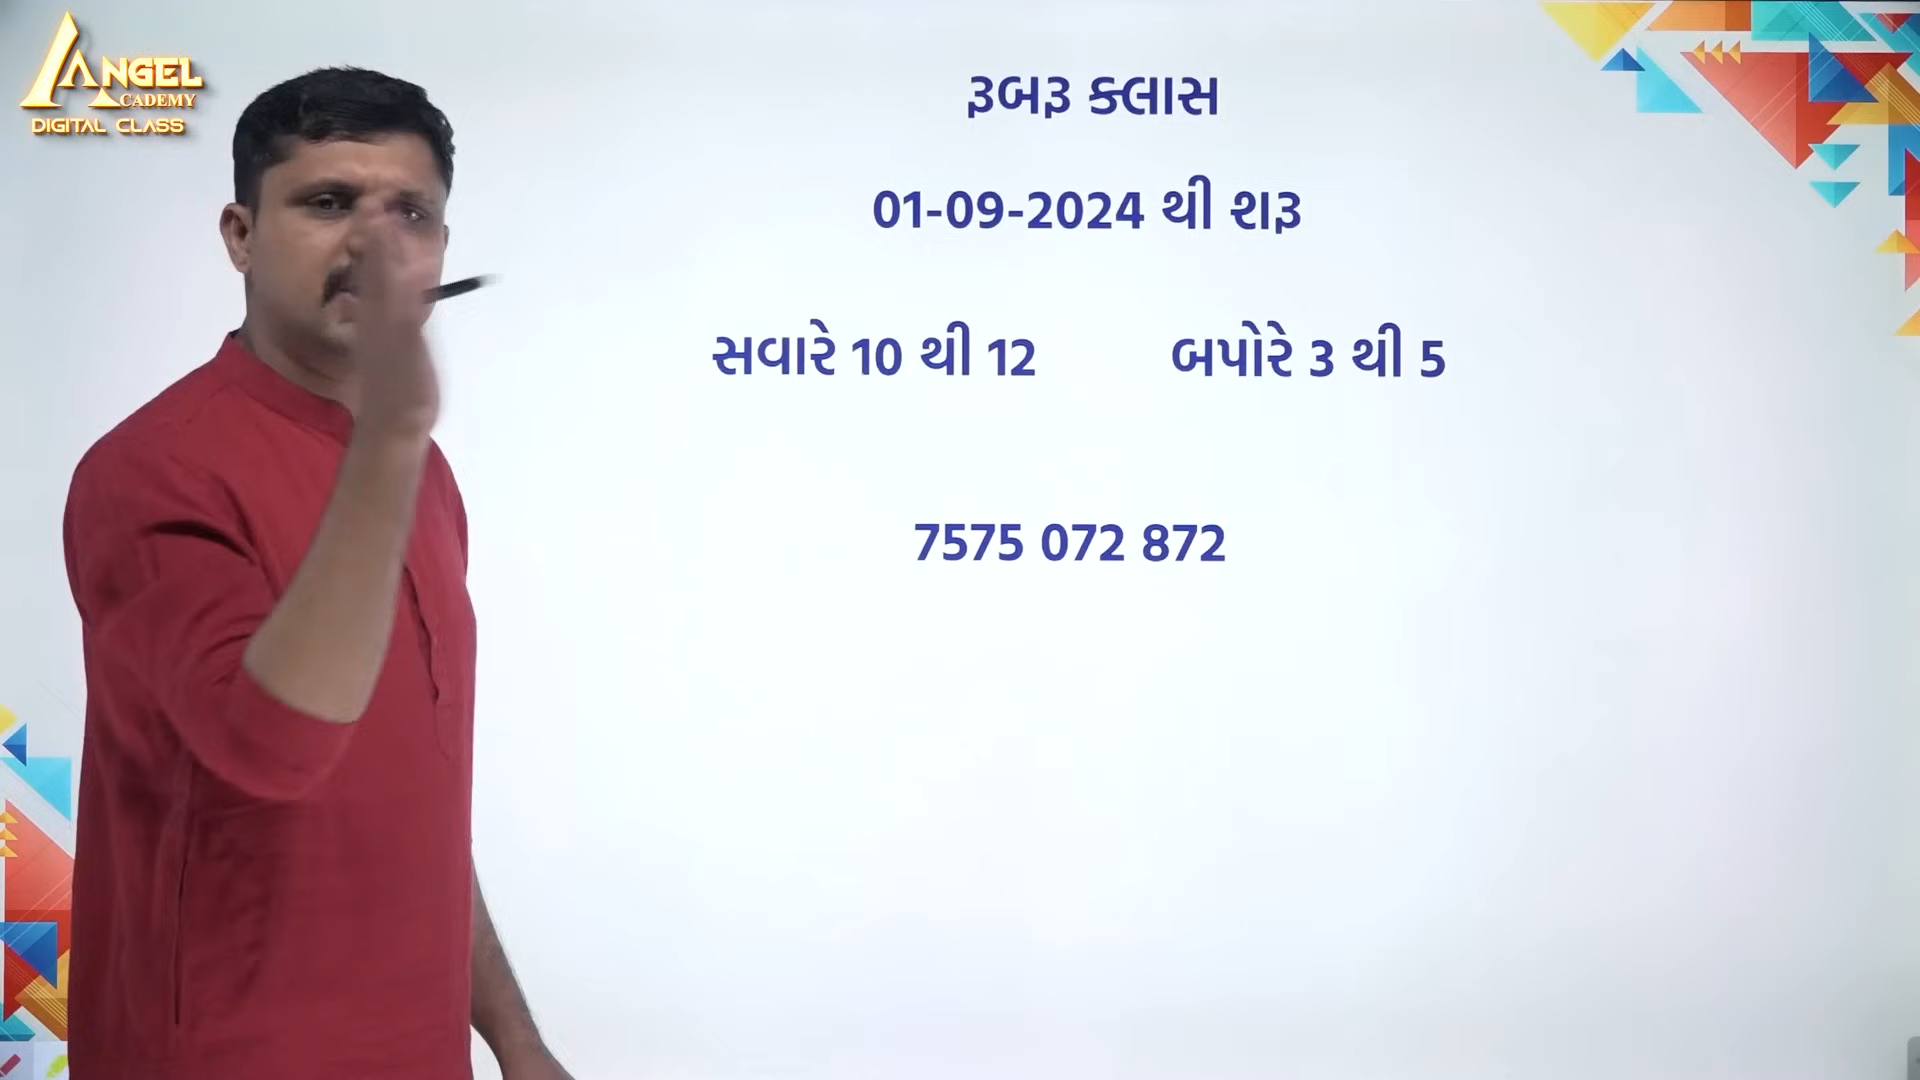 ANGEL
ACADEMY
DIGITAL CLASS
રૂબરૂ ક્લાસ
01-09-2024 થી શરૂ
સવારે 10 થી 12 બપોરે 3 થી 5
7575 072 872